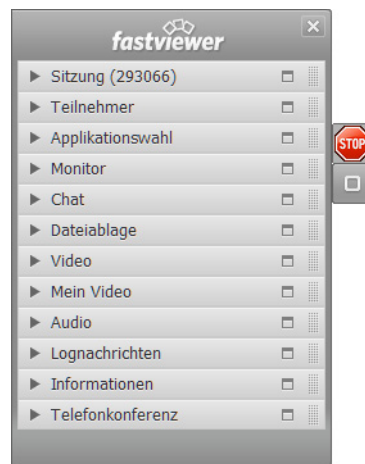 fastviewer
Sitzung (293066)
Teilnehmer
Applikationswahl
STOP
Monitor
Chat
Dateiablage
Video
Mein Video
Audio
Lognachrichten
Informationen
Telefonkonferenz